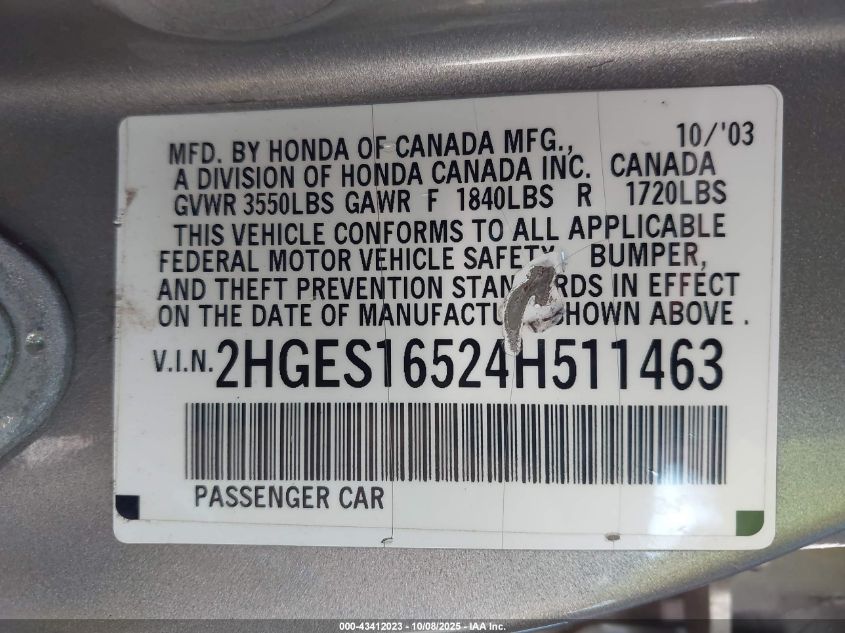 MFD. BY HONDA OF CANADA MFG., 10/'03
A DIVISION OF HONDA CANADA INC. CANADA
GVWR 3550LBS GAWR F 1840LBS R 1720LBS
THIS VEHICLE CONFORMS TO ALL APPLICABLE
FEDERAL MOTOR VEHICLE SAFETY, BUMPER,
AND THEFT PREVENTION STAN RDS IN EFFECT
ON THE DATE OF MANUFACTU SHOWN ABOVE.
V.I.N. 2HGES16524H511463
PASSENGER CAR
000-43412023 - 10/08/2025 - IAA Inc.